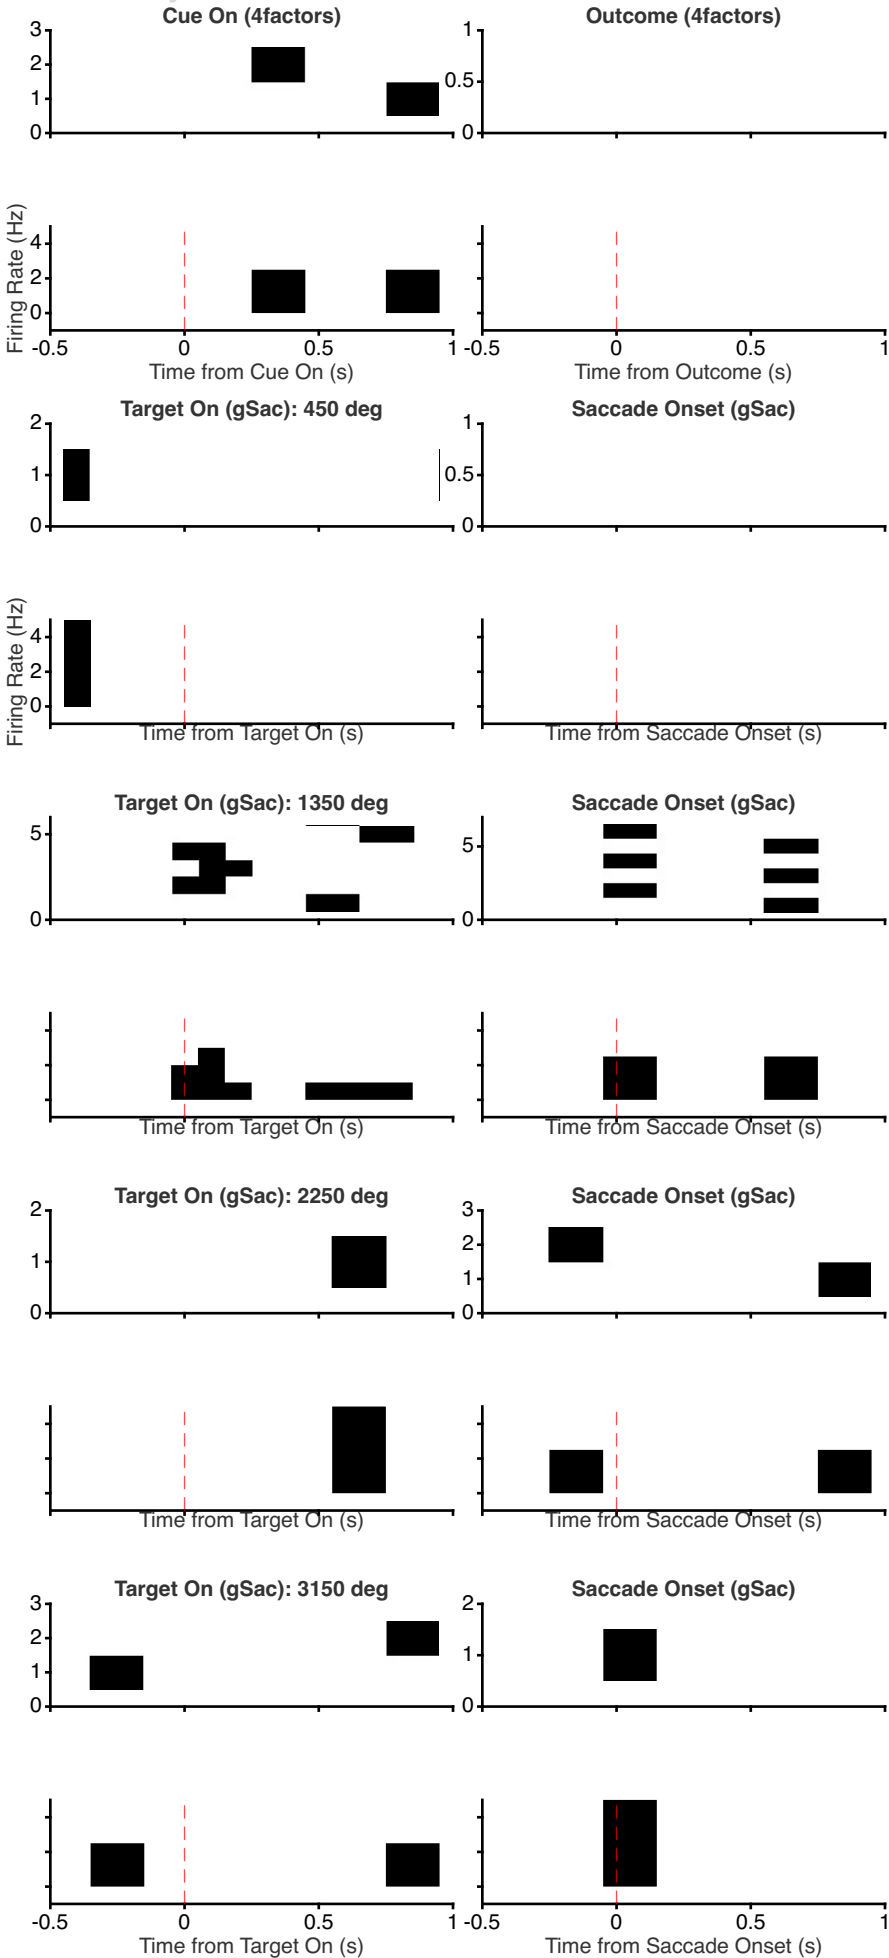 Cue On (4factors) Outcome (4factors)
3 1
2
1 0.5
0 0
Firing Rate (Hz)
4
2
0
-0.5 0 0.5 1 -0.5 0 0.5 1
Time from Cue On (s) Time from Outcome (s)
Target On (gSac): 450 deg Saccade Onset (gSac)
2 1
1 0.5
0 0
Firing Rate (Hz)
4
2
0
Time from Target On (s) Time from Saccade Onset (s)
Target On (gSac): 1350 deg Saccade Onset (gSac)
5 5
0 0
Time from Target On (s) Time from Saccade Onset (s)
Target On (gSac): 2250 deg Saccade Onset (gSac)
2 3
1 2
0 1
0
Time from Target On (s) Time from Saccade Onset (s)
Target On (gSac): 3150 deg Saccade Onset (gSac)
3 2
2 1
1
0 0
-0.5 0 0.5 1 -0.5 0 0.5 1
Time from Target On (s) Time from Saccade Onset (s)